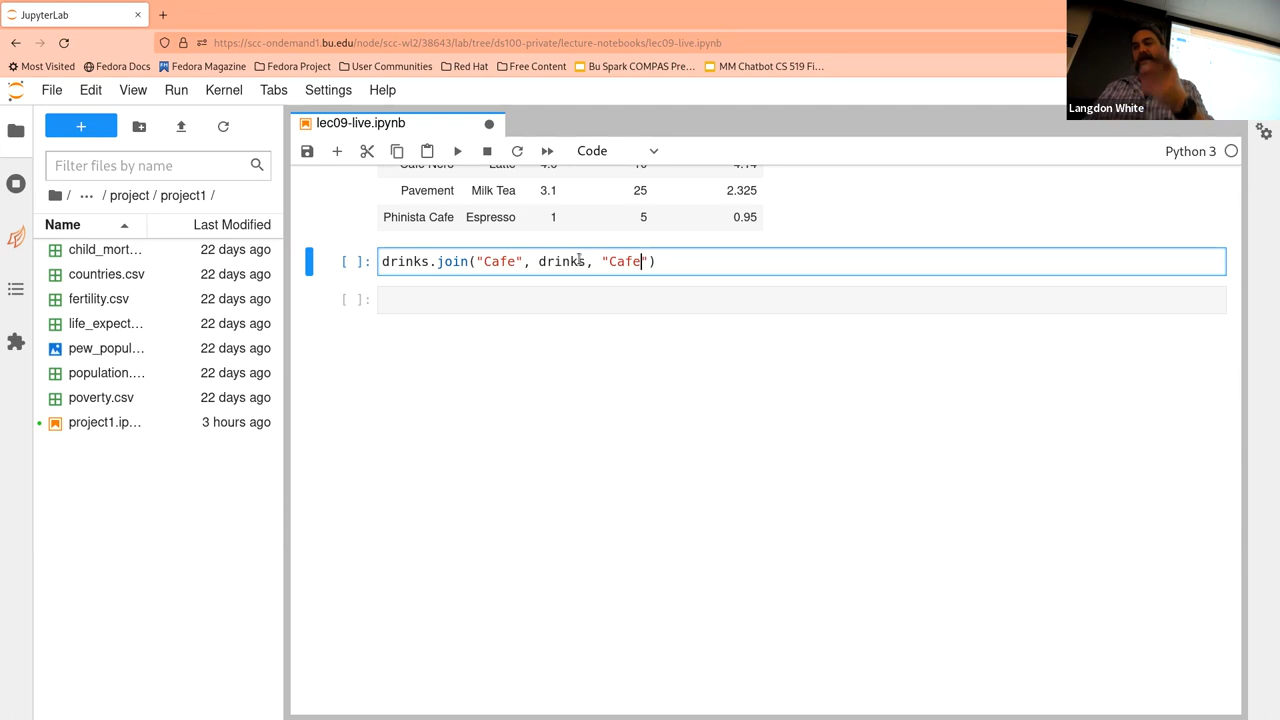 JupyterLab
https://scc-ondemand1.bu.edu/node/scc-wl2/38643/lab/tree/ds100-private/lecture-notebooks/lec09-live.ipynb
Most Visited Fedora Docs Fedora Magazine Fedora Project User Communities Red Hat Free Content Bu Spark COMPAS Pre… MM Chatbot CS 519 Fi…
Langdon White
File Edit View Run Kernel Tabs Settings Help
lec09-live.ipynb
Code Python 3
Filter files by name
/ ... / project / project1 /
Name Last Modified
child_mort… 22 days ago
countries.csv 22 days ago
fertility.csv 22 days ago
life_expect… 22 days ago
pew_popul… 22 days ago
population.… 22 days ago
poverty.csv 22 days ago
project1.ip… 3 hours ago
Pavement Milk Tea 3.1 25 2.325
Phinista Cafe Espresso 1 5 0.95
[ ]: drinks.join("Cafe", drinks, "Cafe")
[ ]: